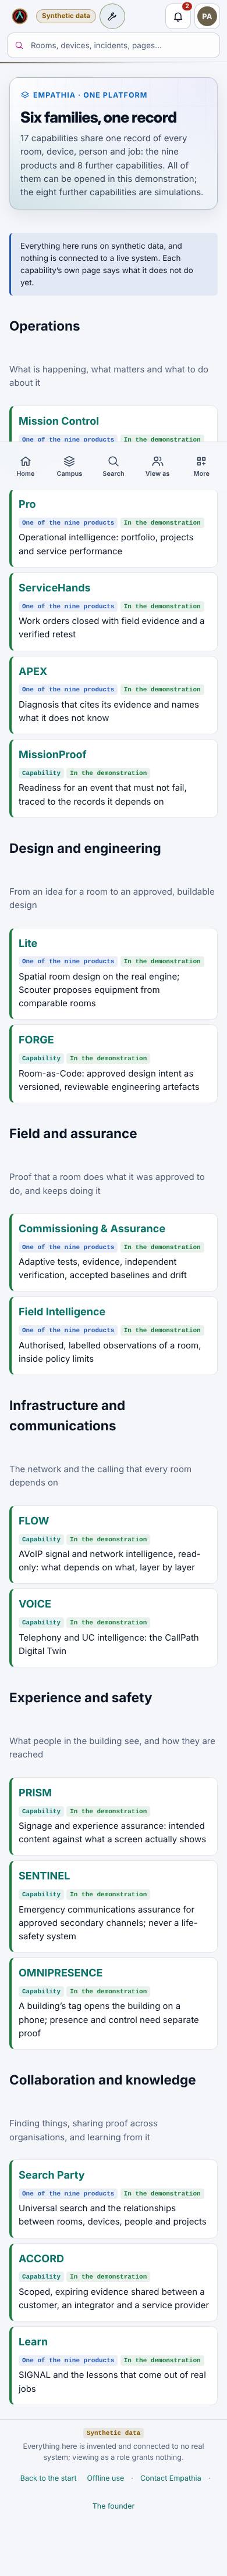 Synthetic data
2
PA
Rooms, devices, incidents, pages...
EMPATHIA · ONE PLATFORM
Six families, one record
17 capabilities share one record of every
room, device, person and job: the nine
products and 8 further capabilities. All of
them can be opened in this demonstration;
the eight further capabilities are simulations.
Everything here runs on synthetic data, and
nothing is connected to a live system. Each
capability’s own page says what it does not do
yet.
Operations
What is happening, what matters and what to do
about it
Mission Control
One of the nine products In the demonstration
Home Campus Search View as More
Pro
One of the nine products In the demonstration
Operational intelligence: portfolio, projects
and service performance
ServiceHands
One of the nine products In the demonstration
Work orders closed with field evidence and a
verified retest
APEX
One of the nine products In the demonstration
Diagnosis that cites its evidence and names
what it does not know
MissionProof
Capability In the demonstration
Readiness for an event that must not fail,
traced to the records it depends on
Design and engineering
From an idea for a room to an approved, buildable
design
Lite
One of the nine products In the demonstration
Spatial room design on the real engine;
Scouter proposes equipment from
comparable rooms
FORGE
Capability In the demonstration
Room-as-Code: approved design intent as
versioned, reviewable engineering artefacts
Field and assurance
Proof that a room does what it was approved to
do, and keeps doing it
Commissioning & Assurance
One of the nine products In the demonstration
Adaptive tests, evidence, independent
verification, accepted baselines and drift
Field Intelligence
One of the nine products In the demonstration
Authorised, labelled observations of a room,
inside policy limits
Infrastructure and
communications
The network and the calling that every room
depends on
FLOW
Capability In the demonstration
AVoIP signal and network intelligence, read-
only: what depends on what, layer by layer
VOICE
Capability In the demonstration
Telephony and UC intelligence: the CallPath
Digital Twin
Experience and safety
What people in the building see, and how they are
reached
PRISM
Capability In the demonstration
Signage and experience assurance: intended
content against what a screen actually shows
SENTINEL
Capability In the demonstration
Emergency communications assurance for
approved secondary channels; never a life-
safety system
OMNIPRESENCE
Capability In the demonstration
A building’s tag opens the building on a
phone; presence and control need separate
proof
Collaboration and knowledge
Finding things, sharing proof across
organisations, and learning from it
Search Party
One of the nine products In the demonstration
Universal search and the relationships
between rooms, devices, people and projects
ACCORD
Capability In the demonstration
Scoped, expiring evidence shared between a
customer, an integrator and a service provider
Learn
One of the nine products In the demonstration
SIGNAL and the lessons that come out of real
jobs
Synthetic data
Everything here is invented and connected to no real
system; viewing as a role grants nothing.
Back to the start Offline use · Contact Empathia ·
The founder